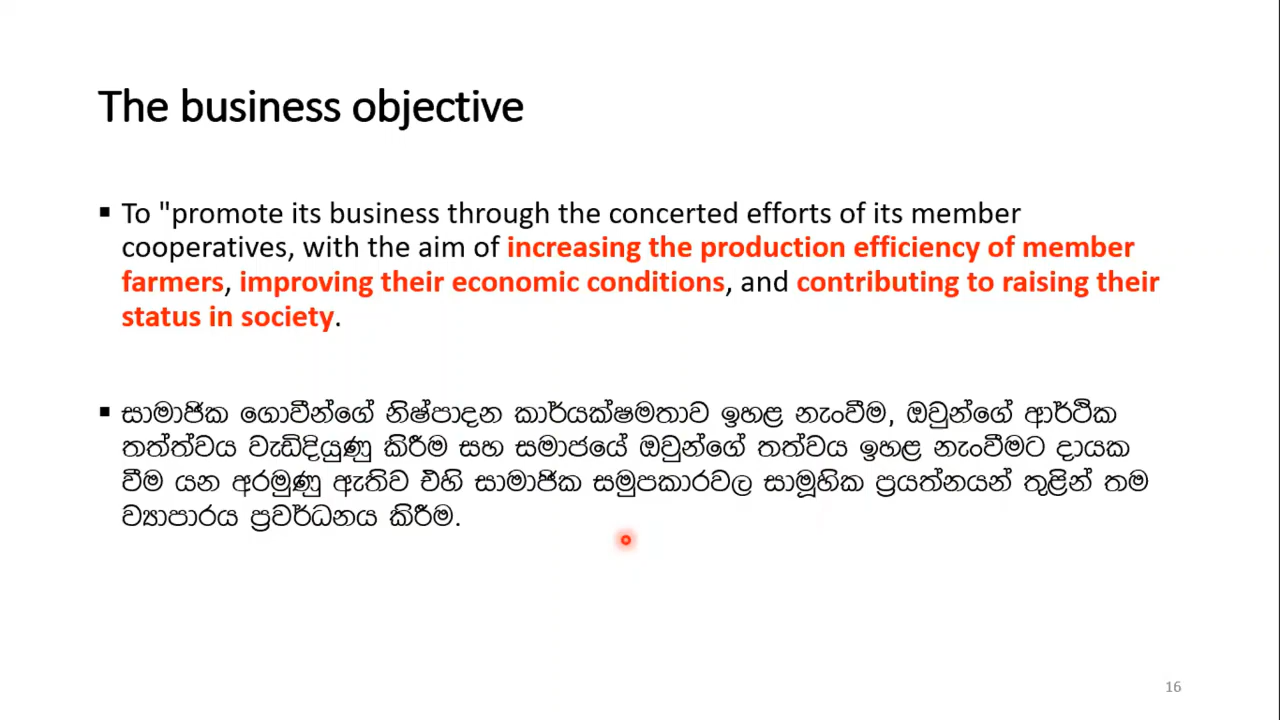 The business objective
▪ To "promote its business through the concerted efforts of its member
cooperatives, with the aim of increasing the production efficiency of member
farmers, improving their economic conditions, and contributing to raising their
status in society.
▪ සාමාජික ගොවීන්ගේ නිෂ්පාදන කාර්යක්ෂමතාව ඉහළ නැංවීම, ඔවුන්ගේ ආර්ථික
තත්ත්වය වැඩිදියුණු කිරීම සහ සමාජයේ ඔවුන්ගේ තත්වය ඉහළ නැංවීමට දායක
වීම යන අරමුණු ඇතිව එහි සාමාජික සමුපකාරවල සාමූහික ප්‍රයත්නයන් තුළින් තම
ව්‍යාපාරය ප්‍රවර්ධනය කිරීම.
16